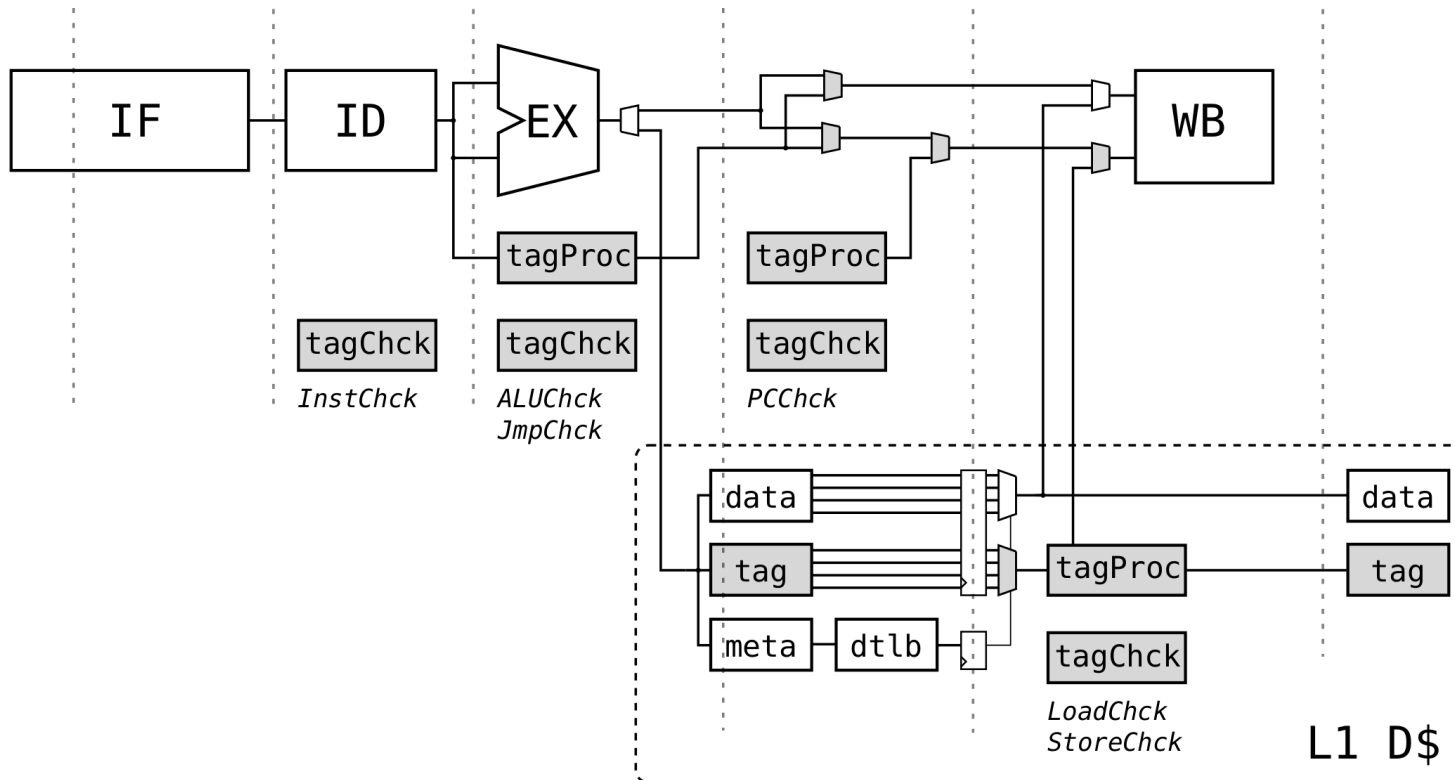 IF
ID
EX
WB
tagProc
tagProc
tagChck
tagChck
tagChck
InstChck
ALUChck
JmpChck
PCChck
data
data
tag
tagProc
tag
meta
dtlb
tagChck
LoadChck
StoreChck
L1 D$